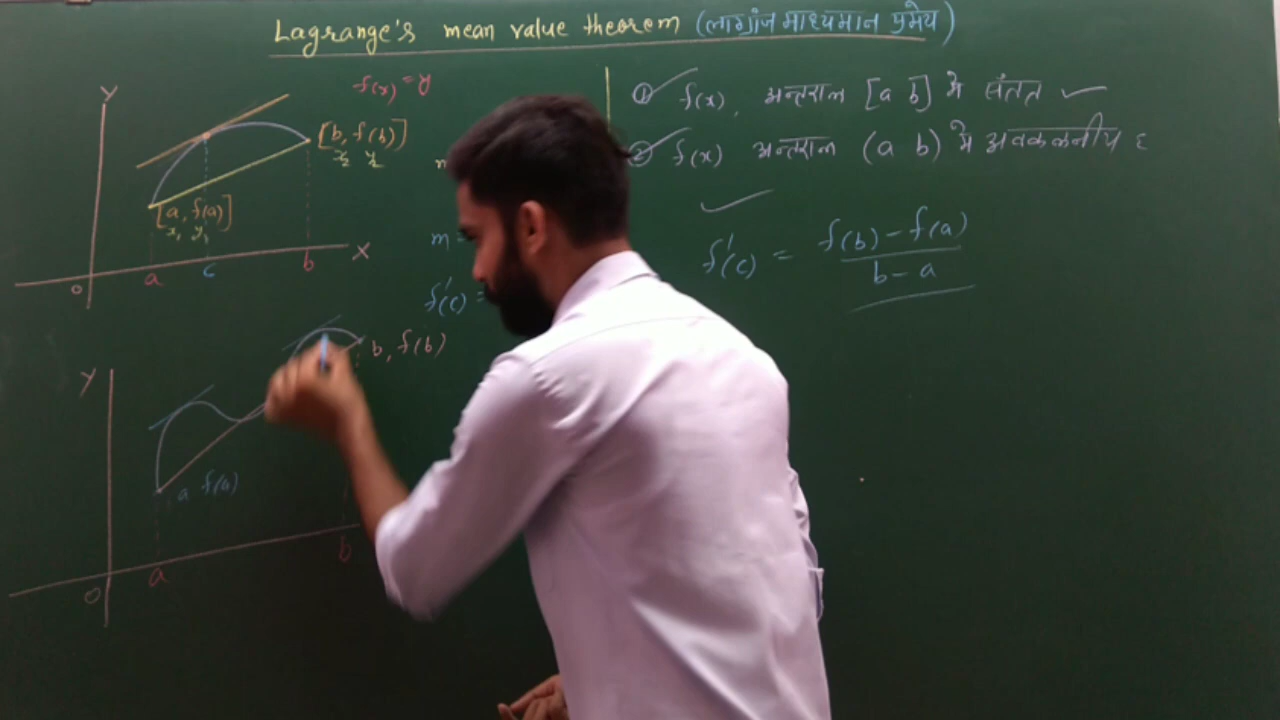 Lagrange's mean value theorem (लाग्रांज माध्यमान प्रमेय)
Y
f(x) = y
[b, f(b)]
x₂ y₂
[a, f(a)]
x₁ y₁
m
m =
f'(c) =
o a c b X
① f(x), अन्तराल [a b] मे संतत
② f(x) अन्तराल (a b) मे अवकलनीय
f'(c) = f(b) - f(a)
b - a
Y
b, f(b)
a f(a)
o a b